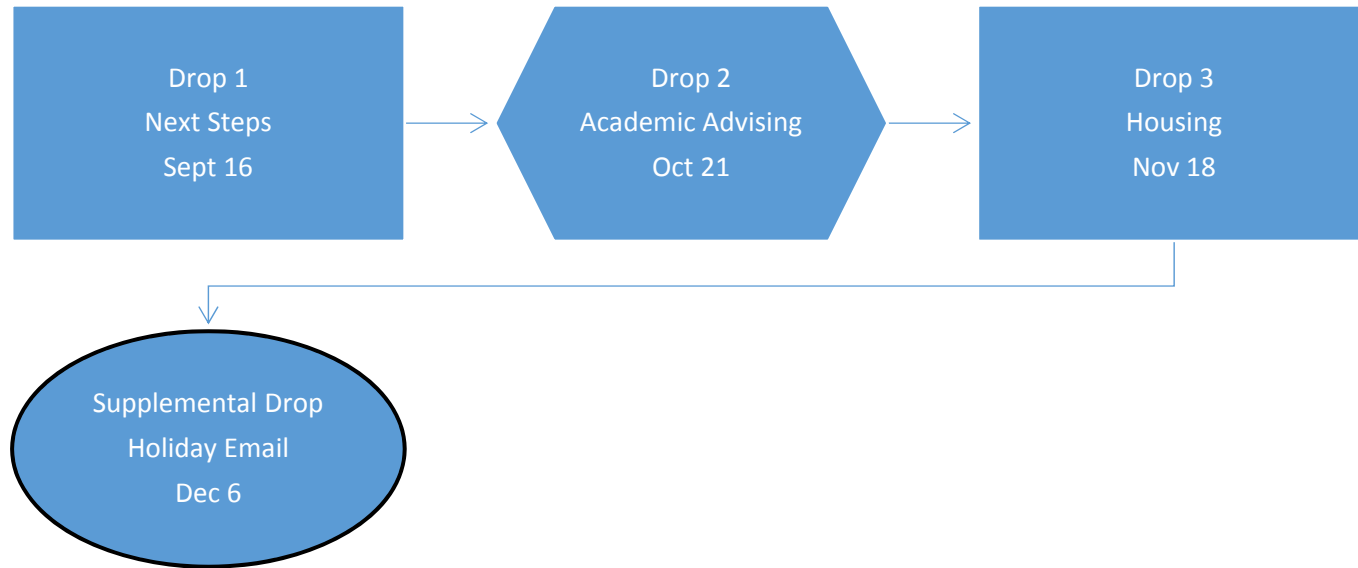 Drop 1
Next Steps
Sept 16
Drop 2
Academic Advising
Oct 21
Drop 3
Housing
Nov 18
Supplemental Drop
Holiday Email
Dec 6